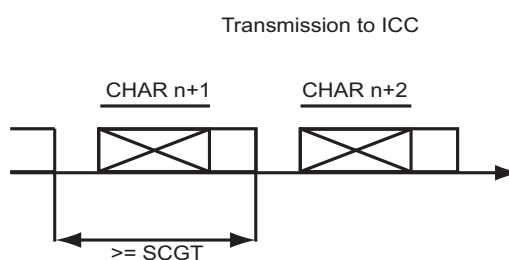 Transmission to ICC
CHAR n+1
CHAR n+2
>= SCGT